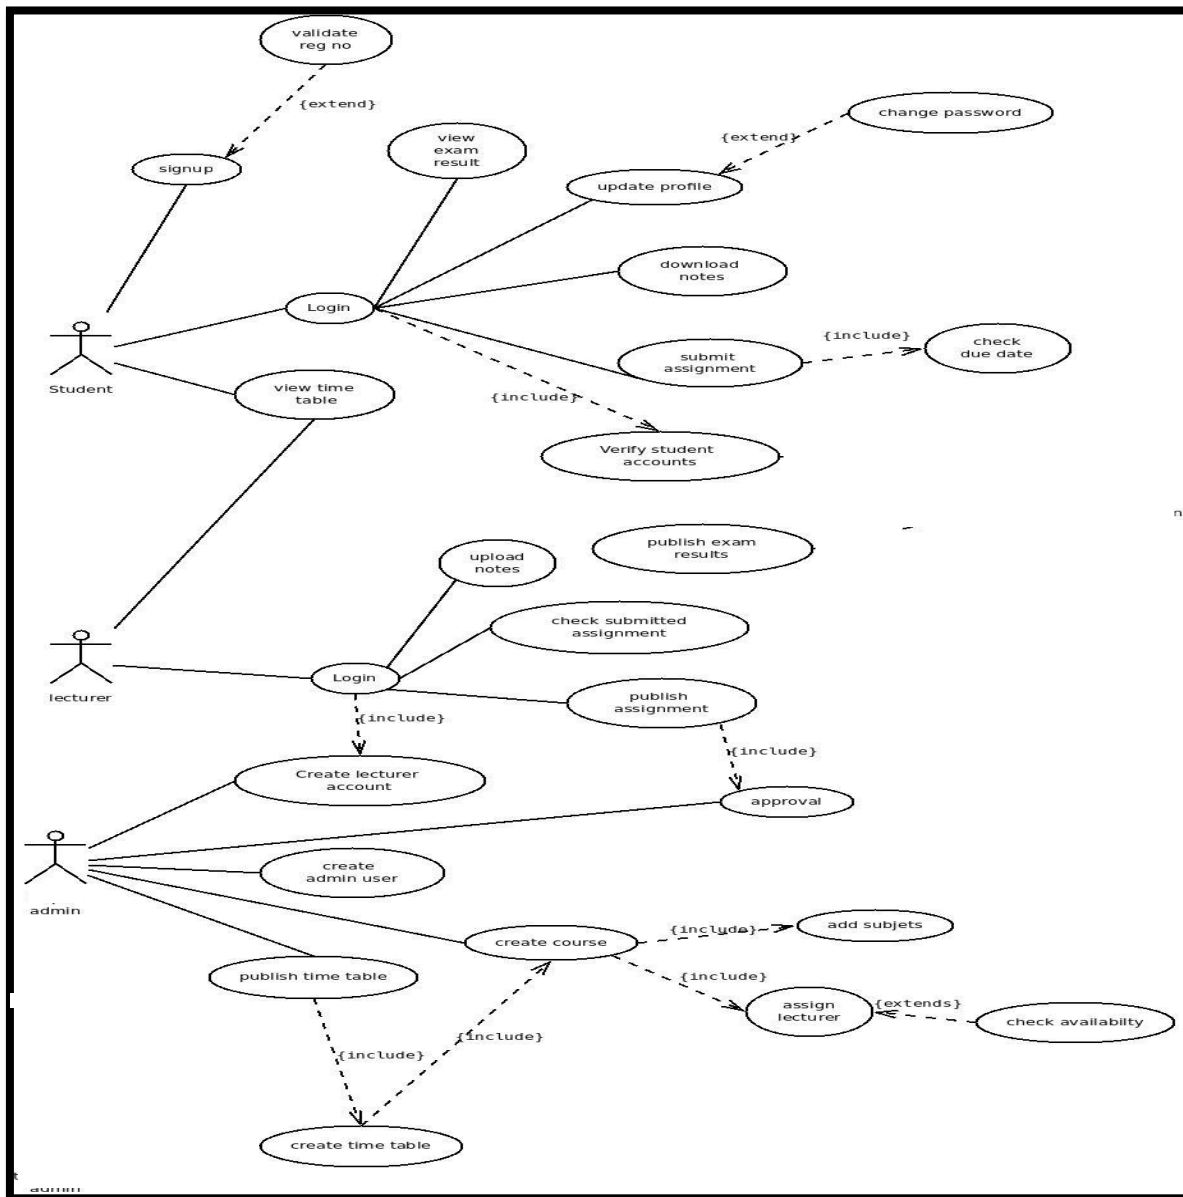 validate
reg no
{extend}
change password
view
exam
result
{extend}
signup
update profile
download
notes
Login
{include}
check
due date
submit
assignment
Student
view time
table
{include}
Verify student
accounts
n
publish exam
results
upload
notes
check submitted
assignment
lecturer
Login
publish
assignment
{include}
{include}
Create lecturer
account
approval
create
admin user
admin
add subjets
{include}
create course
publish time table
{include}
assign
lecturer
{extends}
check availabilty
{include}
{include}
create time table
t